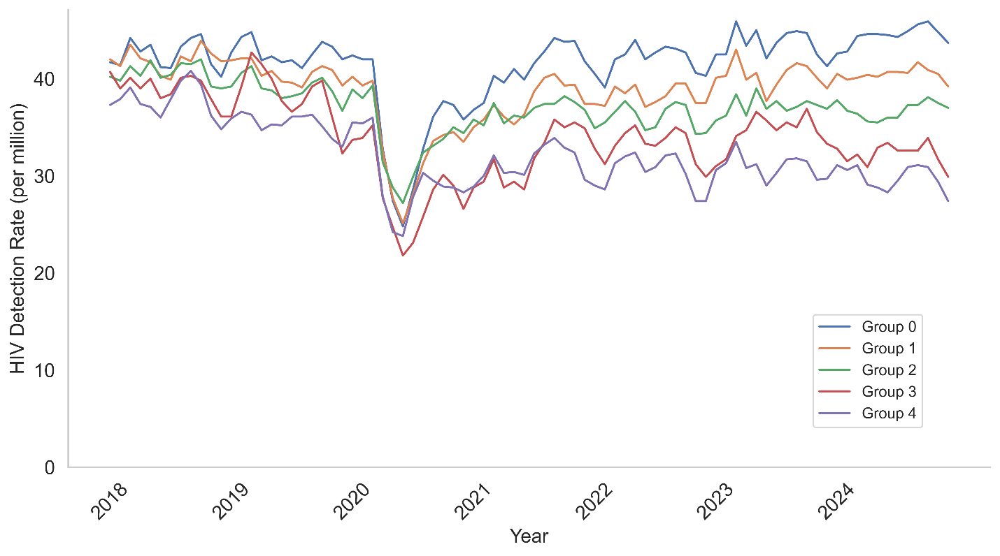 HIV Detection Rate (per million)
40
30
20
10
0
2018
2019
2020
2021
2022
2023
2024
Year
Group 0
Group 1
Group 2
Group 3
Group 4